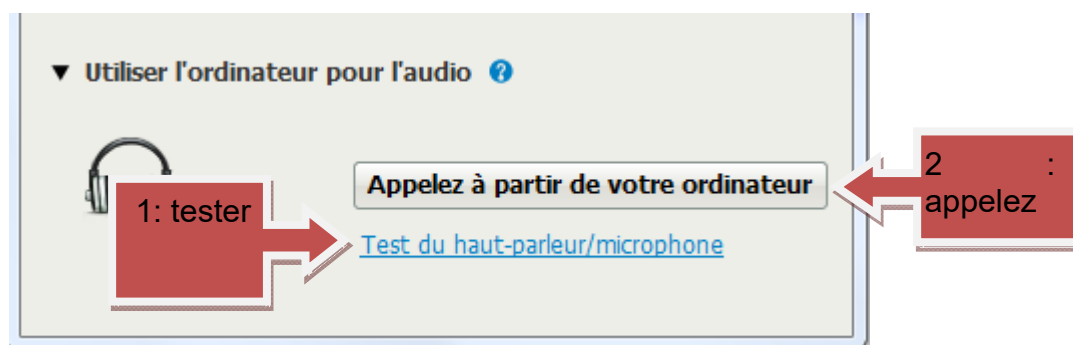 ▼ Utiliser l'ordinateur pour l'audio ?
Appelez à partir de votre ordinateur
2 :
appelez
1: tester
Test du haut-parleur/microphone